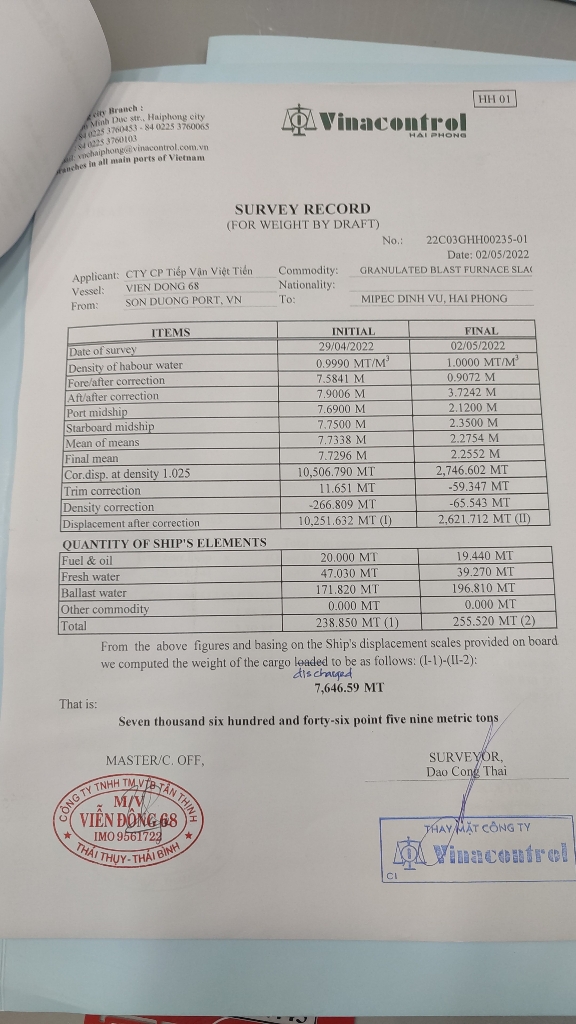 HH 01
city Branch :
Minh Duc str., Haiphong city
84 0225 3760453 - 84 0225 3760065
84 0225 3760103
vnchaiphong@vinacontrol.com.vn
in all main ports of Vietnam
Vinacontrol
HAI PHONG
SURVEY RECORD
(FOR WEIGHT BY DRAFT)
No.: 22C03GHH00235-01
Date: 02/05/2022
Applicant: CTY CP Tiếp Vận Việt Tiến Commodity: GRANULATED BLAST FURNACE SLAG
Vessel: VIEN DONG 68 Nationality:
From: SON DUONG PORT, VN To: MIPEC DINH VU, HAI PHONG
ITEMS INITIAL FINAL
Date of survey 29/04/2022 02/05/2022
Density of habour water 0.9990 MT/M³ 1.0000 MT/M³
Fore/after correction 7.5841 M 0.9072 M
Aft/after correction 7.9006 M 3.7242 M
Port midship 7.6900 M 2.1200 M
Starboard midship 7.7500 M 2.3500 M
Mean of means 7.7338 M 2.2754 M
Final mean 7.7296 M 2.2552 M
Cor.disp. at density 1.025 10,506.790 MT 2,746.602 MT
Trim correction 11.651 MT -59.347 MT
Density correction -266.809 MT -65.543 MT
Displacement after correction 10,251.632 MT (I) 2,621.712 MT (II)
QUANTITY OF SHIP'S ELEMENTS
Fuel & oil 20.000 MT 19.440 MT
Fresh water 47.030 MT 39.270 MT
Ballast water 171.820 MT 196.810 MT
Other commodity 0.000 MT 0.000 MT
Total 238.850 MT (1) 255.520 MT (2)
From the above figures and basing on the Ship's displacement scales provided on board
we computed the weight of the cargo loaded to be as follows: (I-1)-(II-2):
discharged
7,646.59 MT
That is:
Seven thousand six hundred and forty-six point five nine metric tons
MASTER/C. OFF, SURVEYOR,
Dao Cong Thai
CÔNG TY TNHH TM VTB TÂN THỊNH
M/V
VIỄN ĐÔNG 68
IMO 9561722
THÁI THỤY - THÁI BÌNH
THAY MẶT CÔNG TY
Vinacontrol
C1